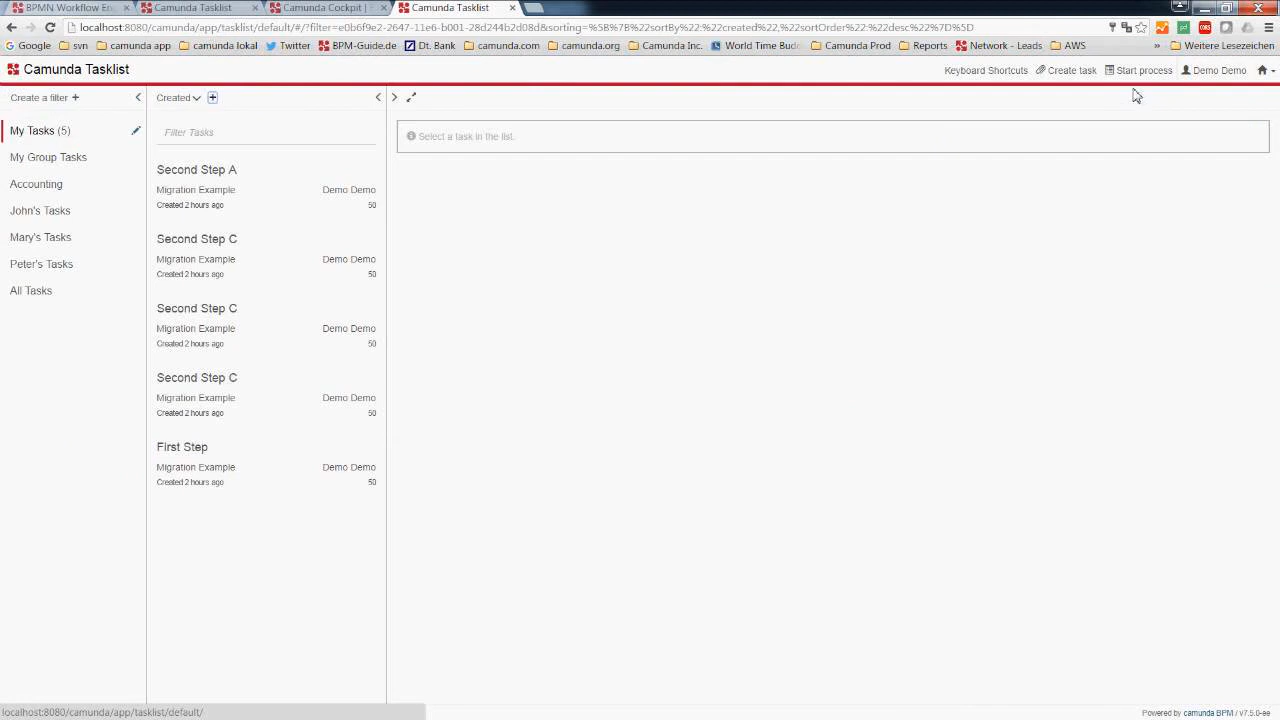 BPMN Workflow En
Camunda Tasklist
Camunda Cockpit |
Camunda Tasklist
localhost:8080/camunda/app/tasklist/default/#/?filter=e0b6f9e2-2647-11e6-b001-28d244b2d08d&sorting=%5B%7B%22sortBy%22:%22created%22,%22sortOrder%22:%22desc%22%7D%5D
Google svn camunda app camunda lokal Twitter BPM-Guide.de Dt. Bank camunda.com camunda.org Camunda Inc. World Time Bud Camunda Prod Reports Network - Leads AWS » Weitere Lesezeichen
Camunda Tasklist
Keyboard Shortcuts Create task Start process Demo Demo
Create a filter +
Created
My Tasks (5)
My Group Tasks
Accounting
John's Tasks
Mary's Tasks
Peter's Tasks
All Tasks
Filter Tasks
Second Step A
Migration Example Demo Demo
Created 2 hours ago 50
Second Step C
Migration Example Demo Demo
Created 2 hours ago 50
Second Step C
Migration Example Demo Demo
Created 2 hours ago 50
Second Step C
Migration Example Demo Demo
Created 2 hours ago 50
First Step
Migration Example Demo Demo
Created 2 hours ago 50
Select a task in the list.
localhost:8080/camunda/app/tasklist/default/
Powered by camunda BPM / v7.5.0-ee